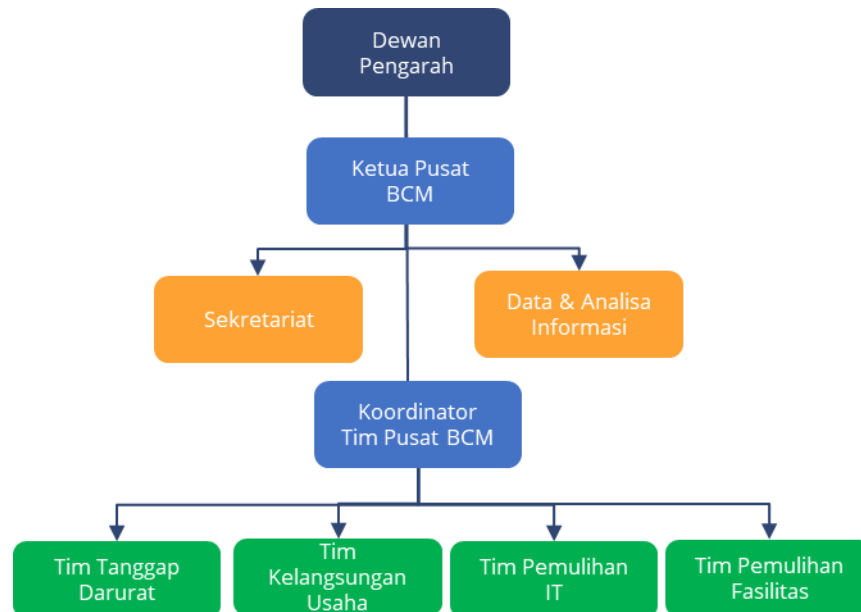 Dewan
Pengarah
Ketua Pusat
BCM
Sekretariat
Data & Analisa
Informasi
Koordinator
Tim Pusat BCM
Tim Tanggap
Darurat
Tim
Kelangsungan
Usaha
Tim Pemulihan
IT
Tim Pemulihan
Fasilitas